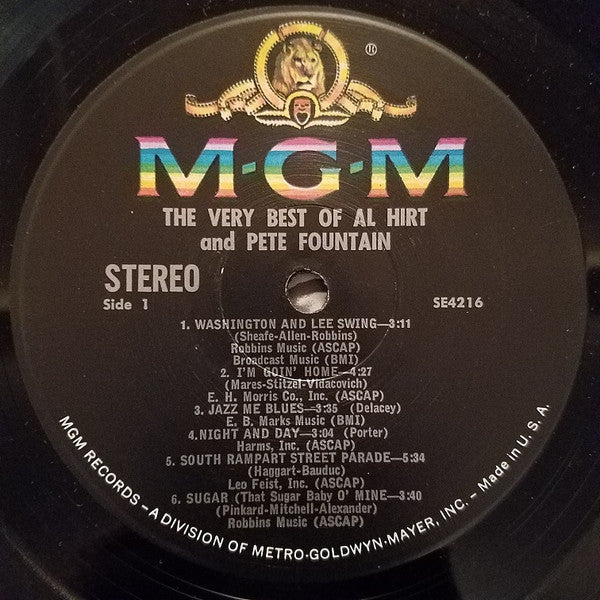 ®
M·G·M
THE VERY BEST OF AL HIRT
and PETE FOUNTAIN
STEREO
Side 1
SE4216
1. WASHINGTON AND LEE SWING—3:11
(Sheafe-Allen-Robbins)
Robbins Music (ASCAP)
Broadcast Music (BMI)
2. I'M GOIN' HOME—4:27
(Mares-Stitzel-Vidacovich)
E. H. Morris Co., Inc. (ASCAP)
3. JAZZ ME BLUES—3:35 (Delacey)
E. B. Marks Music (BMI)
4.NIGHT AND DAY—3:04 (Porter)
Harms, Inc. (ASCAP)
5. SOUTH RAMPART STREET PARADE—5:34
(Haggart-Bauduc)
Leo Feist, Inc. (ASCAP)
6. SUGAR (That Sugar Baby O' MINE—3:40
(Pinkard-Mitchell-Alexander)
Robbins Music (ASCAP)
MGM RECORDS – A DIVISION OF METRO-GOLDWYN-MAYER, INC. – Made in U. S. A.